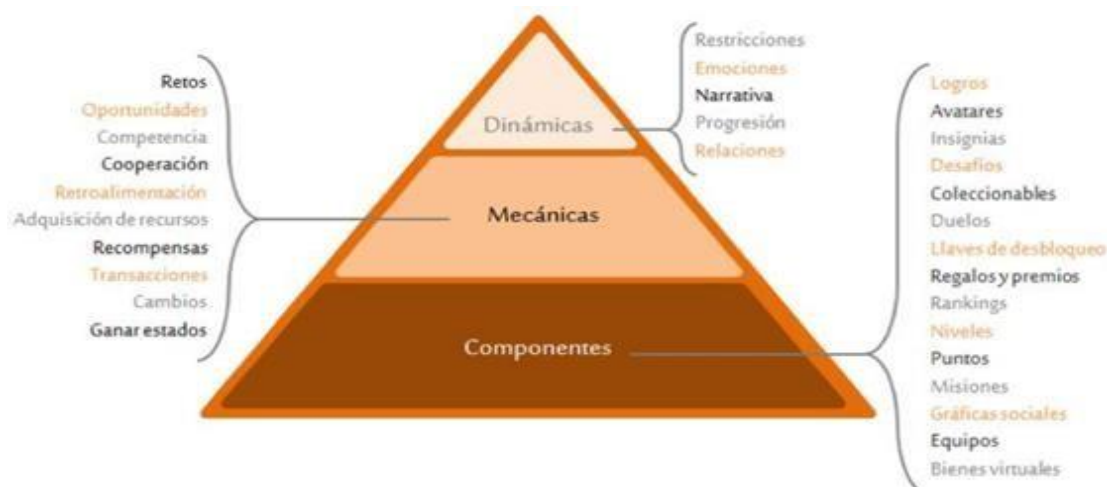 Retos
Oportunidades
Competencia
Cooperación
Retroalimentación
Adquisición de recursos
Recompensas
Transacciones
Cambios
Ganar estados
Dinámicas
Mecánicas
Componentes
Restricciones
Emociones
Narrativa
Progresión
Relaciones
Logros
Avatares
Insignias
Desafíos
Coleccionables
Duelos
Llaves de desbloqueo
Regalos y premios
Rankings
Niveles
Puntos
Misiones
Gráficas sociales
Equipos
Bienes virtuales